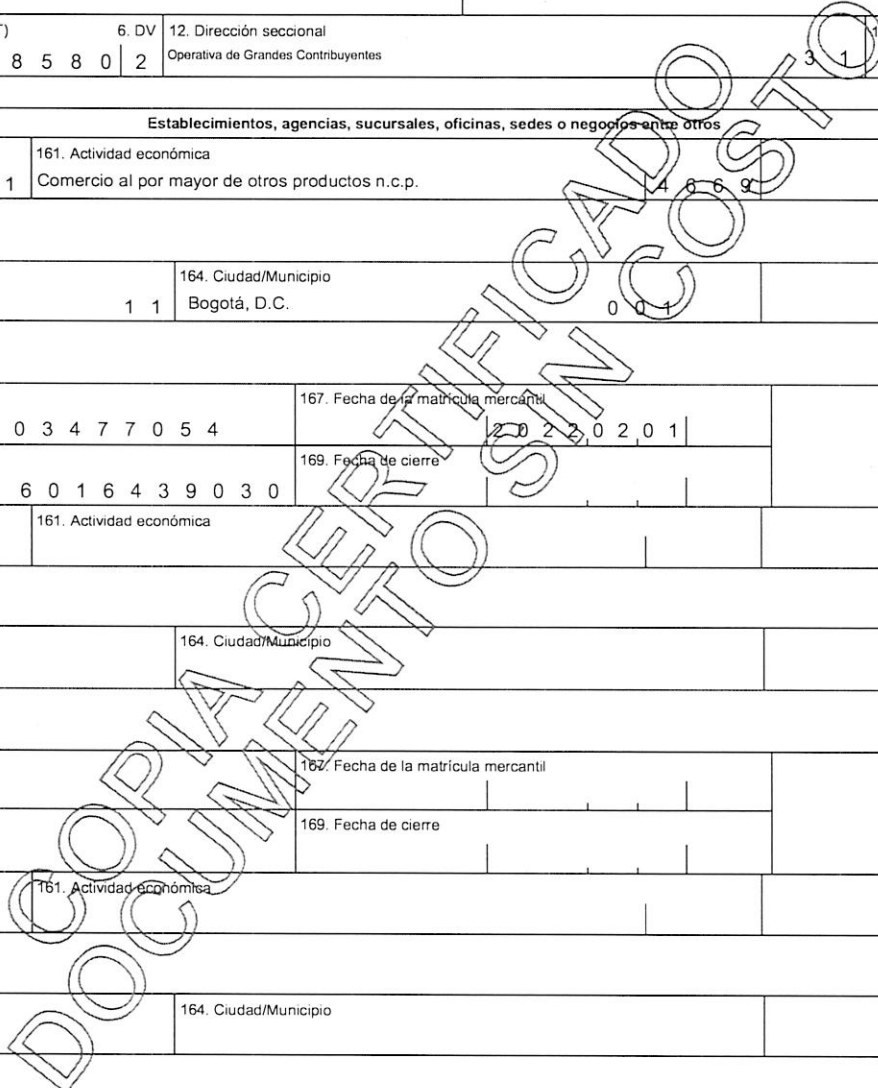 T) 6. DV 12. Dirección seccional
8 5 8 0 2 Operativa de Grandes Contribuyentes 3 1
Establecimientos, agencias, sucursales, oficinas, sedes o negocios entre otros
161. Actividad económica
1 Comercio al por mayor de otros productos n.c.p. 4 6 6 9
164. Ciudad/Municipio
1 1 Bogotá, D.C. 0 0 1
167. Fecha de la matrícula mercantil
0 3 4 7 7 0 5 4 2 0 2 2 0 2 0 1
169. Fecha de cierre
6 0 1 6 4 3 9 0 3 0
161. Actividad económica
164. Ciudad/Municipio
167. Fecha de la matrícula mercantil
169. Fecha de cierre
161. Actividad económica
164. Ciudad/Municipio
COPIA CERTIFICADO
DOCUMENTO SIN COSTO